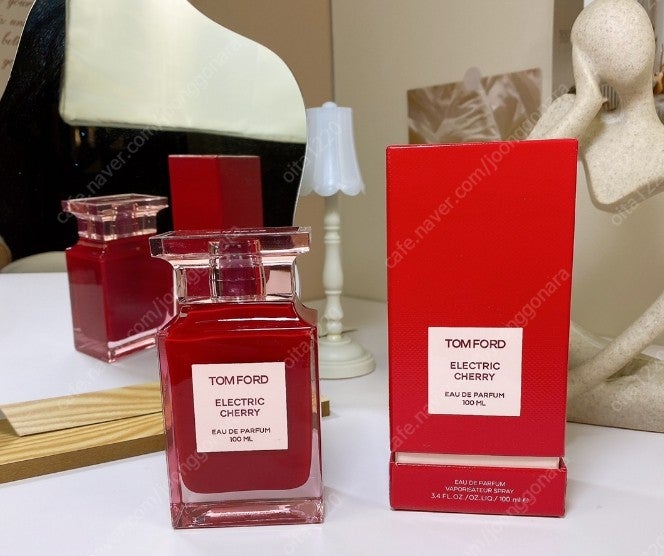 TOM FORD
ELECTRIC
CHERRY
EAU DE PARFUM
100 ML
TOM FORD
ELECTRIC
CHERRY
EAU DE PARFUM
100 ML
EAU DE PARFUM
VAPORISATEUR SPRAY
3.4 FL.OZ./OZ.LIQ./100 ml e
cafe.naver.com/joonggonara
oita1220